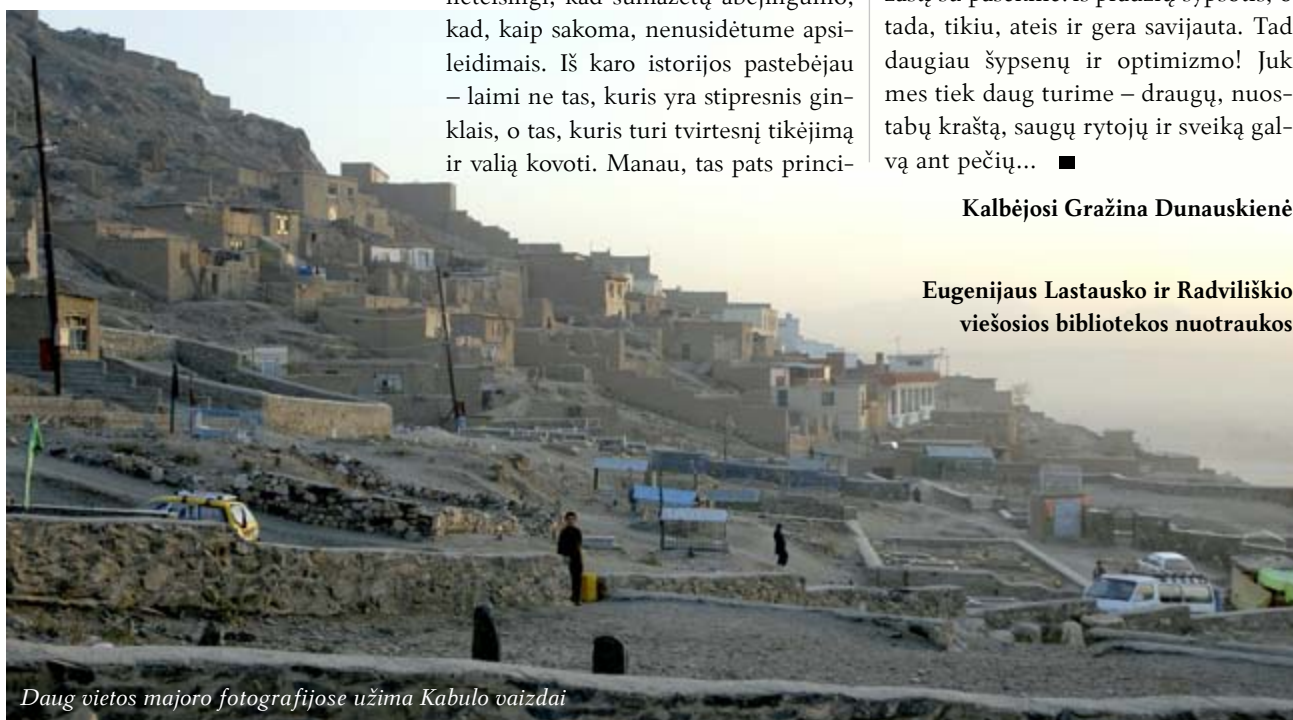 kad, kaip sakoma, nenusidėtume apsi-
leidimais. Iš karo istorijos pastebėjau
– laimi ne tas, kuris yra stipresnis gin-
klais, o tas, kuris turi tvirtesnį tikėjimą
ir valią kovoti. Manau, tas pats princi-
tada, tikiu, ateis ir gera savijauta. Tad
daugiau šypsenų ir optimizmo! Juk
mes tiek daug turime – draugų, nuos-
tabų kraštą, saugų rytojų ir sveiką gal-
vą ant pečių...
Kalbėjosi Gražina Dunauskienė
Eugenijaus Lastausko ir Radviliškio
viešosios bibliotekos nuotraukos
Daug vietos majoro fotografijose užima Kabulo vaizdai